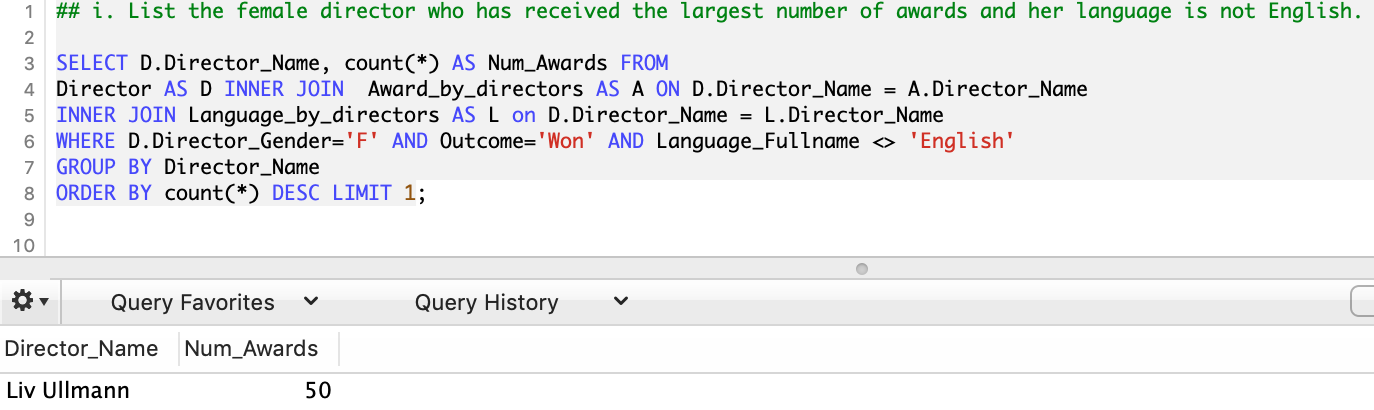 1 ## i. List the female director who has received the largest number of awards and her language is not English.
2
3 SELECT D.Director_Name, count(*) AS Num_Awards FROM
4 Director AS D INNER JOIN  Award_by_directors AS A ON D.Director_Name = A.Director_Name
5 INNER JOIN Language_by_directors AS L on D.Director_Name = L.Director_Name
6 WHERE D.Director_Gender='F' AND Outcome='Won' AND Language_Fullname <> 'English'
7 GROUP BY Director_Name
8 ORDER BY count(*) DESC LIMIT 1;
9
10
Query Favorites Query History
Director_Name Num_Awards
Liv Ullmann 50